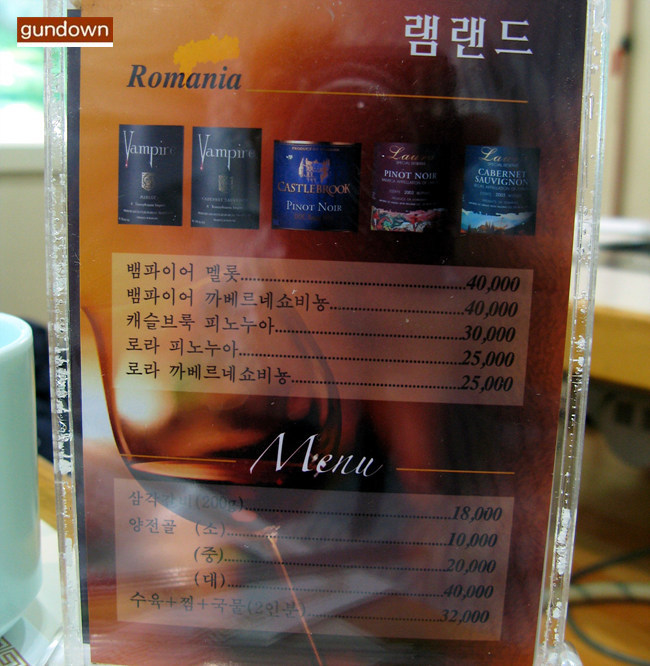 gundown
램랜드
Romania
Vampire
Vampire
CASTLEBROOK
PINOT NOIR
Laura
PINOT NOIR
Laura
CABERNET
SAUVIGNON
뱀파이어 멜롯 40,000
뱀파이어 까베르네쇼비뇽 40,000
캐슬브룩 피노누아 30,000
로라 피노누아 25,000
로라 까베르네쇼비뇽 25,000
Menu
삼각갈비(200g) 18,000
양전골 (소) 10,000
(중) 20,000
(대) 40,000
수육+찜+국물(2인분) 32,000